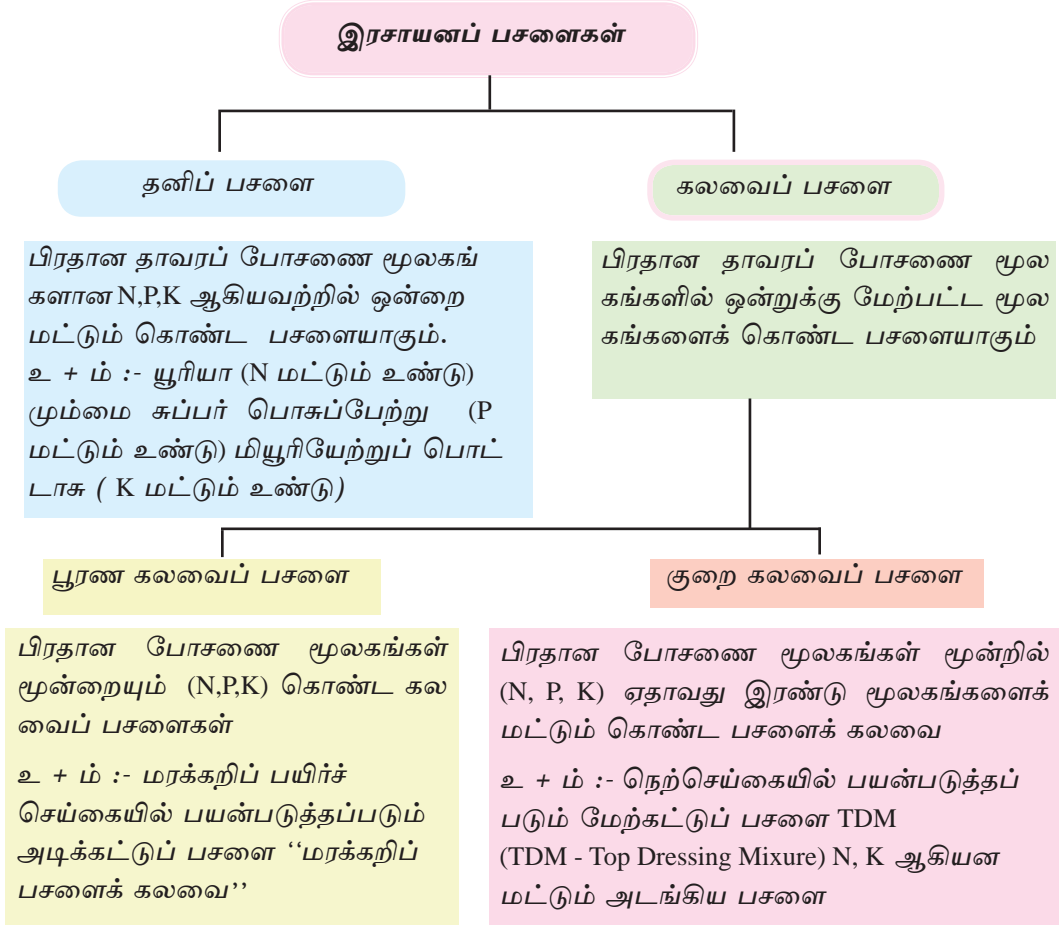 இரசாயனப் பசளைகள்
தனிப் பசளை
பிரதான தாவரப் போசணை மூலகங்
களான N,P,K ஆகியவற்றில் ஒன்றை
மட்டும் கொண்ட பசளையாகும்.
உ + ம் :- யூரியா (N மட்டும் உண்டு)
மும்மை சுப்பர் பொசுப்பேற்று (P
மட்டும் உண்டு) மியூரியேற்றுப் பொட்
டாசு ( K மட்டும் உண்டு)
கலவைப் பசளை
பிரதான தாவரப் போசணை மூல
கங்களில் ஒன்றுக்கு மேற்பட்ட மூல
கங்களைக் கொண்ட பசளையாகும்
பூரண கலவைப் பசளை
பிரதான போசணை மூலகங்கள்
மூன்றையும் (N,P,K) கொண்ட கல
வைப் பசளைகள்
உ + ம் :- மரக்கறிப் பயிர்ச்
செய்கையில் பயன்படுத்தப்படும்
அடிக்கட்டுப் பசளை ‘‘மரக்கறிப்
பசளைக் கலவை’’
குறை கலவைப் பசளை
பிரதான போசணை மூலகங்கள் மூன்றில்
(N, P, K) ஏதாவது இரண்டு மூலகங்களைக்
மட்டும் கொண்ட பசளைக் கலவை
உ + ம் :- நெற்செய்கையில் பயன்படுத்தப்
படும் மேற்கட்டுப் பசளை TDM
(TDM - Top Dressing Mixure) N, K ஆகியன
மட்டும் அடங்கிய பசளை